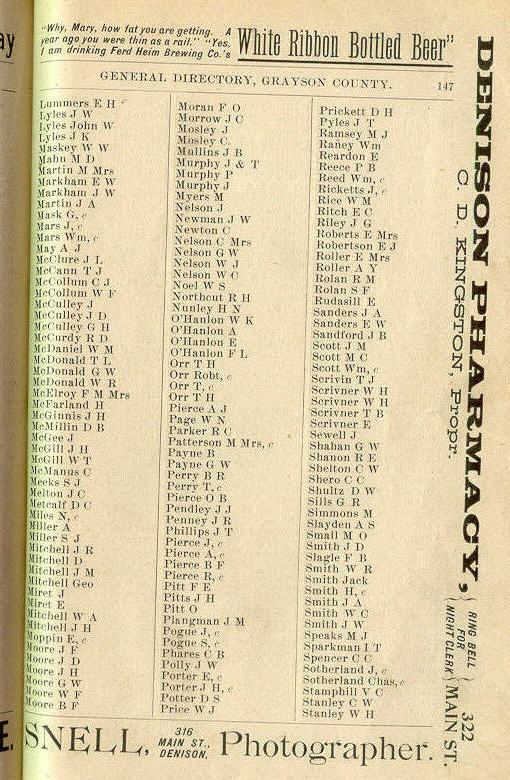 "Why, Mary, how fat you are getting. A
year ago you were thin as a rail." "Yes,
I am drinking Ferd Heim Brewing Co.'s
White Ribbon Bottled Beer"
GENERAL DIRECTORY, GRAYSON COUNTY. 147
Lummers E H
Lyles J W
Lyles John W
Lyles J K
Maskey W W
Mahn M D
Martin M Mrs
Markham E W
Markham J W
Martin J A
Mask G, c
Mars J, c
Mars Wm, c
May A J
McClure J L
McCann T J
McCollum C J
McCollum W F
McCulley J
McCulley J D
McCulley G H
McCurdy R D
McDaniel W M
McDonald T L
McDonald G W
McDonald W R
McElroy F M Mrs
McFarland H
McGinnis J H
McMillin D B
McGee J
McGill J H
McGill W T
McManus C
Meeks S J
Melton J C
Metcalf D C
Miles N, c
Miller A
Miller S J
Mitchell J R
Mitchell D
Mitchell J M
Mitchell Geo
Miret J
Miret E
Mitchell W A
Mitchell J H
Moppin E, c
Moore J F
Moore J D
Moore J H
Moore G W
Moore W F
Moore B F
Moran F O
Morrow J C
Mosley J
Mosley C.
Mullins J B
Murphy J & T
Murphy P
Murphy J
Myers M
Nelson J
Newman J W
Newton C
Nelson C Mrs
Nelson G W
Nelson W J
Nelson W C
Noel W S
Northcut R H
Nunley H N
O'Hanlon W K
O'Hanlon A
O'Hanlon E
O'Hanlon F L
Orr T H
Orr Robt, c
Orr T, c
Orr T H
Pierce A J
Page W N
Parker R C
Patterson M Mrs, c
Payne B
Payne G W
Perry B R
Perry T, c
Pierce O B
Pendley J J
Penney J R
Phillips J T
Pierce J, c
Pierce A, c
Pierce B F
Pierce R, c
Pitt F E
Pitts J H
Pitt O
Plangman J M
Pogue J, c
Pogue S, c
Phares C B
Polly J W
Porter E, c
Porter J H, c
Potter D S
Price W J
Prickett D H
Pyles J T
Ramsey M J
Raney Wm
Reardon E
Reece P B
Reed Wm, c
Ricketts J, c
Rice W M
Ritch E C
Riley J G
Roberts E Mrs
Robertson E J
Roller E Mrs
Roller A Y
Rolan R M
Rolan S F
Rudasill E
Sanders J A
Sanders E W
Sandford J B
Scott J M
Scott M C
Scott Wm, c
Scrivin T J
Scrivner W H
Scrivner W H
Scrivner T B
Scrivner E
Sewell J
Shahan G W
Shanon R E
Shelton C W
Shero C C
Shultz D W
Sills G R
Simmons M
Slayden A S
Small M O
Smith J D
Slagle F B
Smith W R
Smith Jack
Smith H, c
Smith J A
Smith W C
Smith J W
Speaks M J
Sparkman I T
Spencer C C
Sotherland J, c
Sotherland Chas, c
Stamphill V C
Stanley C W
Stanley W H
DENISON PHARMACY,
C. D. KINGSTON, Propr.
RING BELL
FOR
NIGHT CLERK
322
MAIN ST.
SNELL, 316 MAIN ST., DENISON. Photographer.